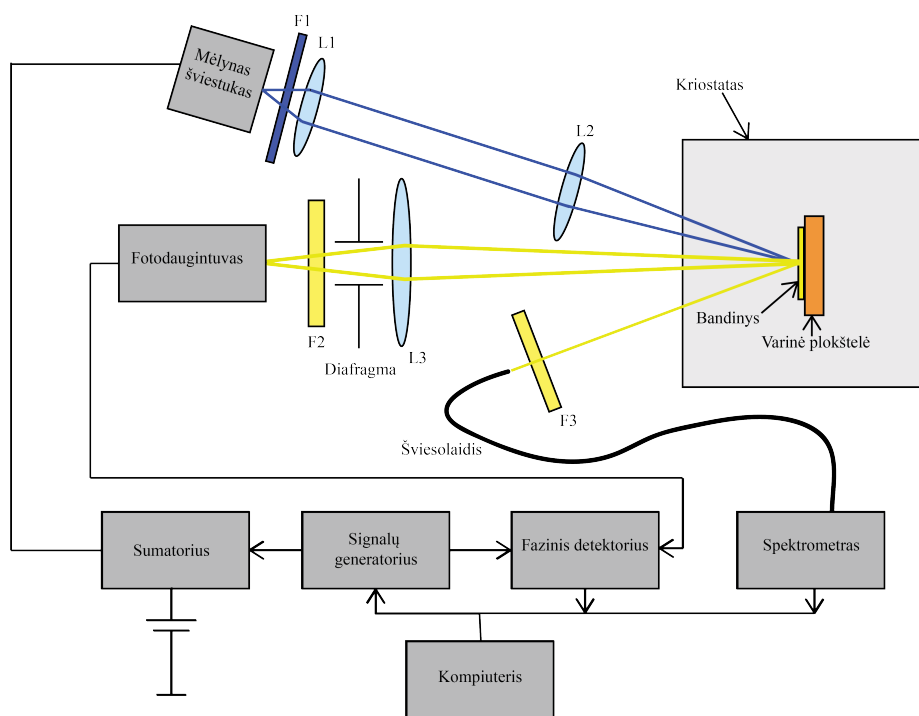 F1
L1
Mėlynas
šviestukas
Kriostatas
L2
Fotodaugintuvas
F2
Diafragma
L3
Bandinys
Varinė plokštelė
F3
Šviesolaidis
Sumatorius
Signalų
generatorius
Fazinis detektorius
Spektrometras
Kompiuteris